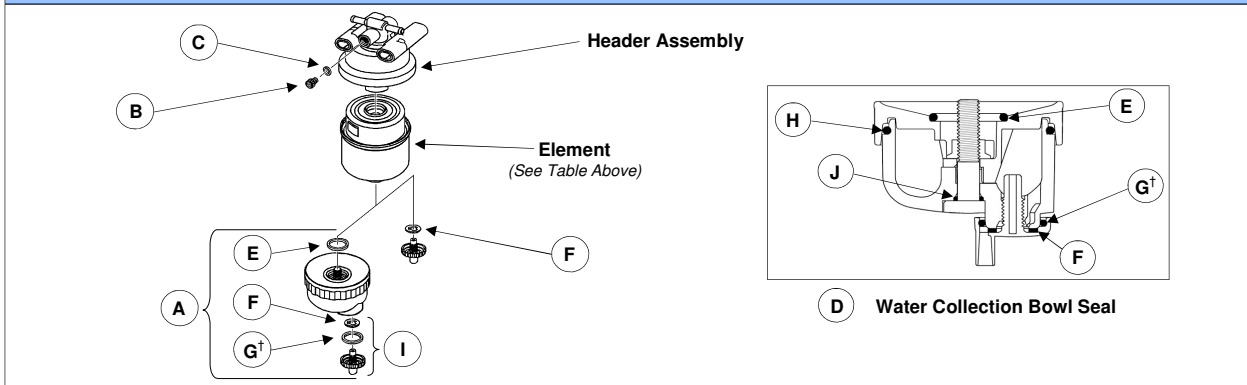 C
Header Assembly
B
Element
(See Table Above)
E
F
F
A
G†
I
H
E
J
G†
F
D Water Collection Bowl Seal